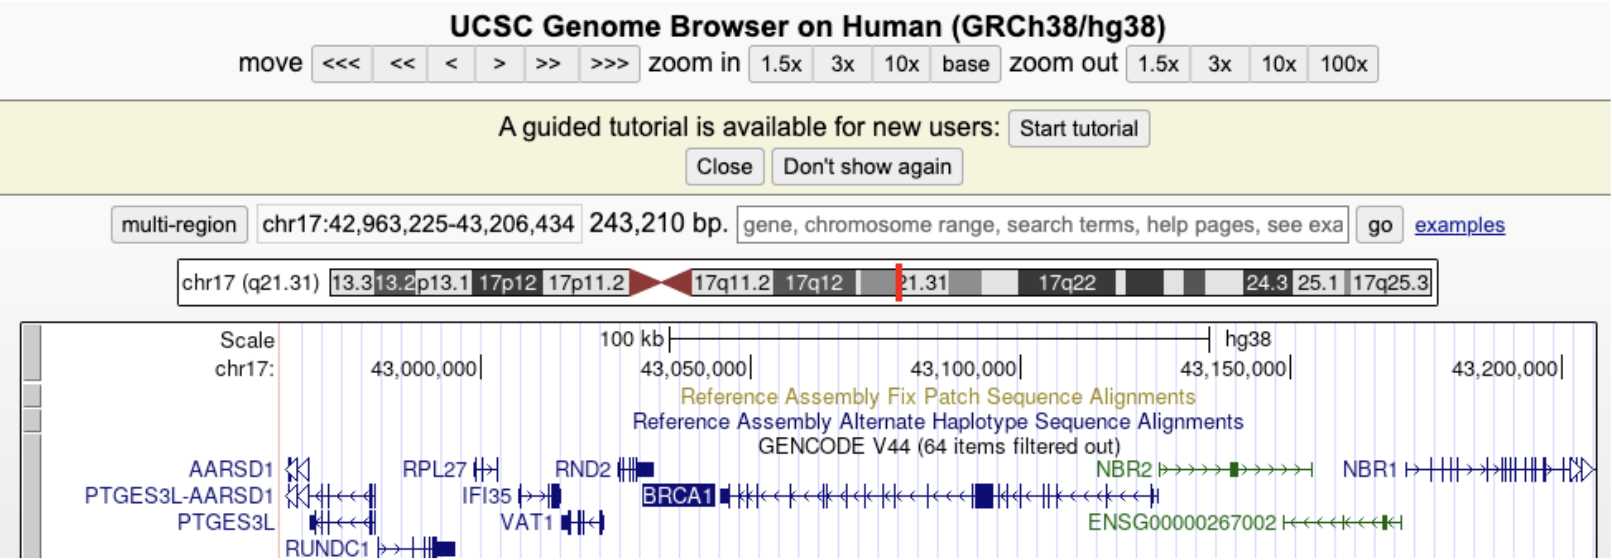 UCSC Genome Browser on Human (GRCh38/hg38)
move <<< << < > >> >>> zoom in 1.5x 3x 10x base zoom out 1.5x 3x 10x 100x
A guided tutorial is available for new users: Start tutorial
Close Don't show again
multi-region chr17:42,963,225-43,206,434 243,210 bp. gene, chromosome range, search terms, help pages, see exa go examples
chr17 (q21.31) 13.3 13.2 p13.1 17p12 17p11.2 17q11.2 17q12 21.31 17q22 24.3 25.1 17q25.3
Scale 100 kb hg38
chr17: 43,000,000 43,050,000 43,100,000 43,150,000 43,200,000
Reference Assembly Fix Patch Sequence Alignments
Reference Assembly Alternate Haplotype Sequence Alignments
GENCODE V44 (64 items filtered out)
AARSD1 RPL27 RND2 NBR2 NBR1
PTGES3L-AARSD1 IFI35 BRCA1
PTGES3L VAT1 ENSG00000267002
RUNDC1